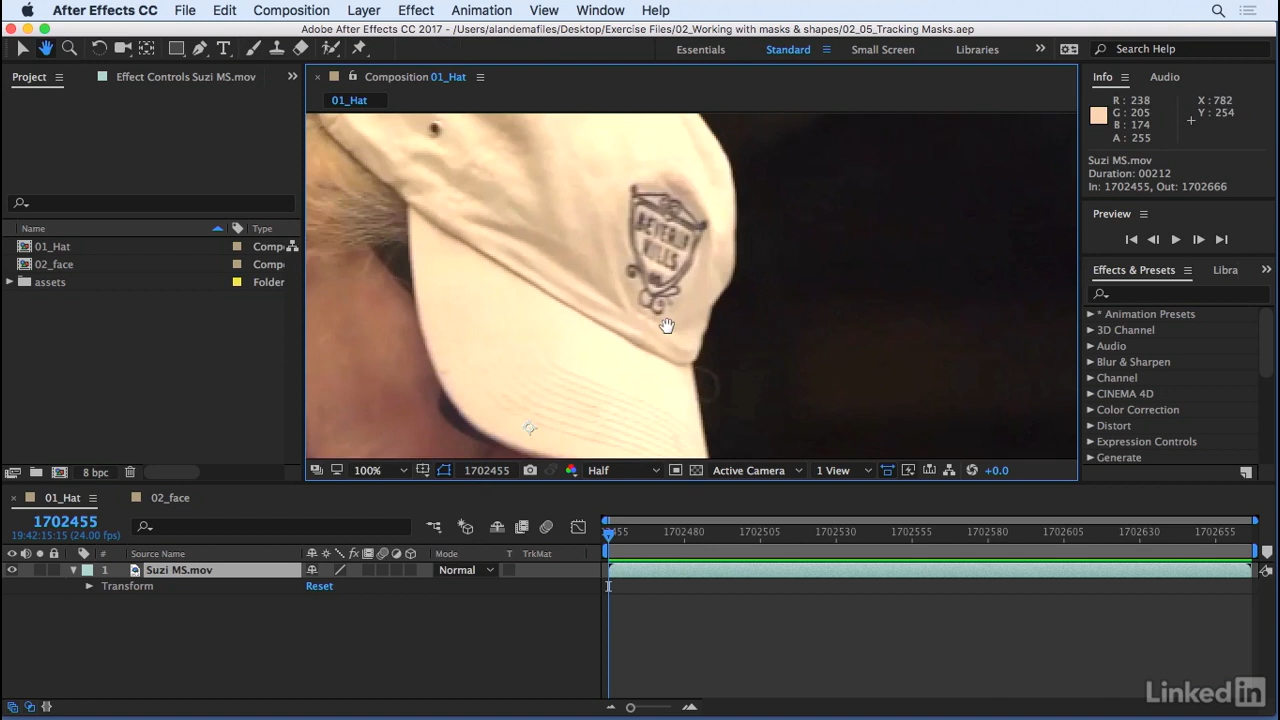 After Effects CC File Edit Composition Layer Effect Animation View Window Help
Adobe After Effects CC 2017 - /Users/alandemafiles/Desktop/Exercise Files/02_Working with masks & shapes/02_05_Tracking Masks.aep
Essentials Standard Small Screen Libraries Search Help
Project Effect Controls Suzi MS.mov
Composition 01_Hat
Info Audio
01_Hat
R : 238
G : 205
B : 174
A : 255
X : 782
Y : 254
Suzi MS.mov
Duration: 00212
In: 1702455, Out: 1702666
Preview
Effects & Presets Libra
Name Type
01_Hat Compo
02_face Compo
assets Folder
BEVERLY
HILLS
* Animation Presets
3D Channel
Audio
Blur & Sharpen
Channel
CINEMA 4D
Color Correction
Distort
Expression Controls
Generate
8 bpc
100% 1702455 Half Active Camera 1 View +0.0
01_Hat 02_face
1702455
19:42:15:15 (24.00 fps)
455 1702480 1702505 1702530 1702555 1702580 1702605 1702630 1702655
# Source Name Mode T TrkMat
1 Suzi MS.mov Normal
Transform Reset
LinkedIn